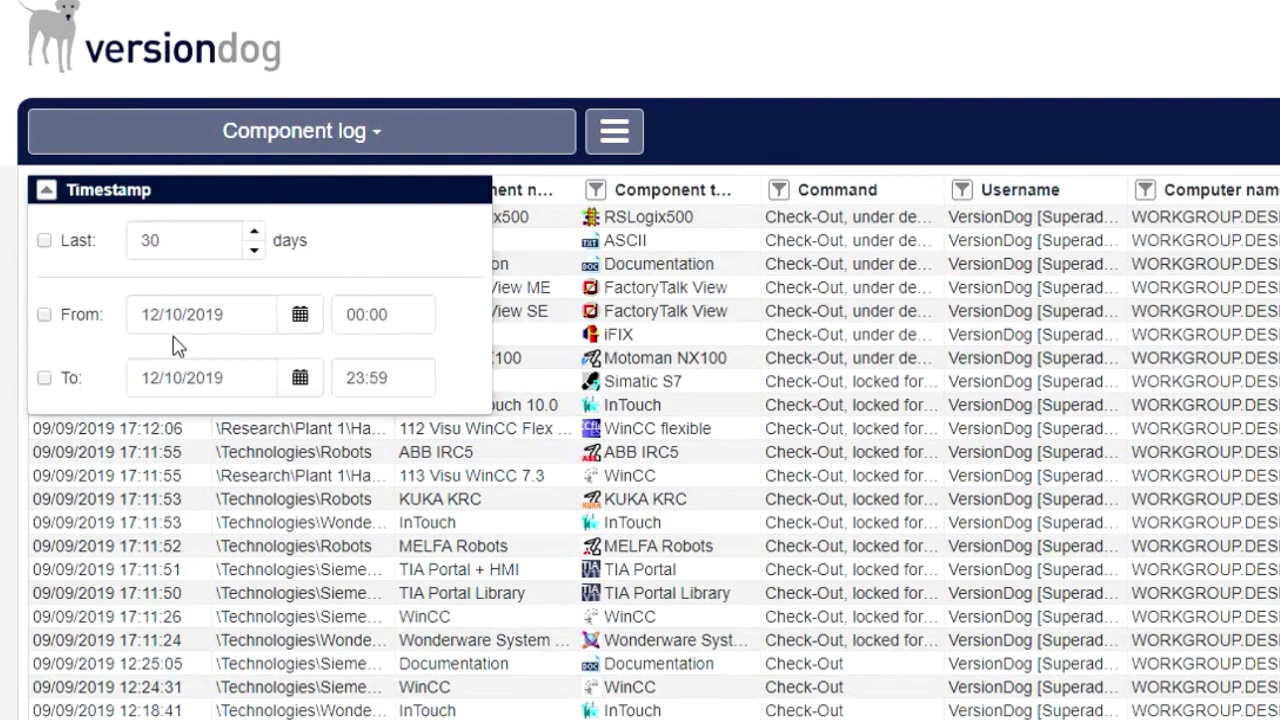 versiondog
Component log
Timestamp
Last: 30 days
From: 12/10/2019 00:00
To: 12/10/2019 23:59
ent n... Component t... Command Username Computer nam
x500 RSLogix500 Check-Out, under de... VersionDog [Superad... WORKGROUP.DES
ASCII Check-Out, under de... VersionDog [Superad... WORKGROUP.DES
on Documentation Check-Out, under de... VersionDog [Superad... WORKGROUP.DES
View ME FactoryTalk View Check-Out, under de... VersionDog [Superad... WORKGROUP.DES
View SE FactoryTalk View Check-Out, under de... VersionDog [Superad... WORKGROUP.DES
iFIX Check-Out, under de... VersionDog [Superad... WORKGROUP.DES
100 Motoman NX100 Check-Out, under de... VersionDog [Superad... WORKGROUP.DES
Simatic S7 Check-Out, locked for... VersionDog [Superad... WORKGROUP.DES
ouch 10.0 InTouch Check-Out, locked for... VersionDog [Superad... WORKGROUP.DES
09/09/2019 17:12:06 \Research\Plant 1\Ha... 112 Visu WinCC Flex ... WinCC flexible Check-Out, locked for... VersionDog [Superad... WORKGROUP.DES
09/09/2019 17:11:55 \Technologies\Robots ABB IRC5 ABB IRC5 Check-Out, locked for... VersionDog [Superad... WORKGROUP.DES
09/09/2019 17:11:55 \Research\Plant 1\Ha... 113 Visu WinCC 7.3 WinCC Check-Out, locked for... VersionDog [Superad... WORKGROUP.DES
09/09/2019 17:11:53 \Technologies\Robots KUKA KRC KUKA KRC Check-Out, locked for... VersionDog [Superad... WORKGROUP.DES
09/09/2019 17:11:53 \Technologies\Wonde... InTouch InTouch Check-Out, locked for... VersionDog [Superad... WORKGROUP.DES
09/09/2019 17:11:52 \Technologies\Robots MELFA Robots MELFA Robots Check-Out, locked for... VersionDog [Superad... WORKGROUP.DES
09/09/2019 17:11:51 \Technologies\Sieme... TIA Portal + HMI TIA Portal Check-Out, locked for... VersionDog [Superad... WORKGROUP.DES
09/09/2019 17:11:50 \Technologies\Sieme... TIA Portal Library TIA Portal Library Check-Out, locked for... VersionDog [Superad... WORKGROUP.DES
09/09/2019 17:11:26 \Technologies\Sieme... WinCC WinCC Check-Out, locked for... VersionDog [Superad... WORKGROUP.DES
09/09/2019 17:11:24 \Technologies\Wonde... Wonderware System ... Wonderware Syst... Check-Out, locked for... VersionDog [Superad... WORKGROUP.DES
09/09/2019 12:25:05 \Technologies\Sieme... Documentation Documentation Check-Out VersionDog [Superad... WORKGROUP.DES
09/09/2019 12:24:31 \Technologies\Sieme... WinCC WinCC Check-Out VersionDog [Superad... WORKGROUP.DES
09/09/2019 12:18:41 \Technologies\Wonde... InTouch InTouch Check-Out VersionDog [Superad... WORKGROUP.DES